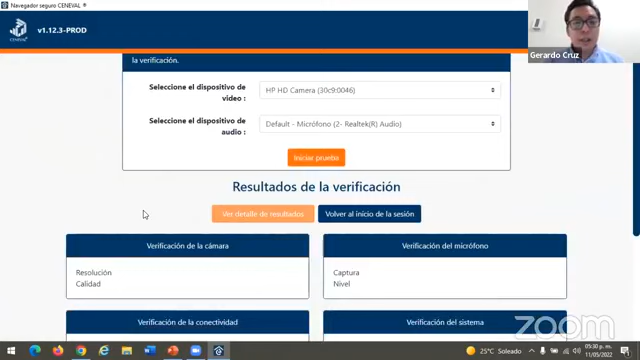 Navegador seguro CENEVAL ®
CENEVAL
v1.12.3-PROD
Gerardo Cruz
la verificación.
Seleccione el dispositivo de
video :
HP HD Camera (30c9:0046)
Seleccione el dispositivo de
audio :
Default - Micrófono (2- Realtek(R) Audio)
Iniciar prueba
Resultados de la verificación
Ver detalle de resultados
Volver al inicio de la sesión
Verificación de la cámara
Verificación del micrófono
Resolución
Captura
Calidad
Nivel
Verificación de la conectividad
Verificación del sistema
zoom
25°C Soleado
05:30 p. m.
11/05/2022